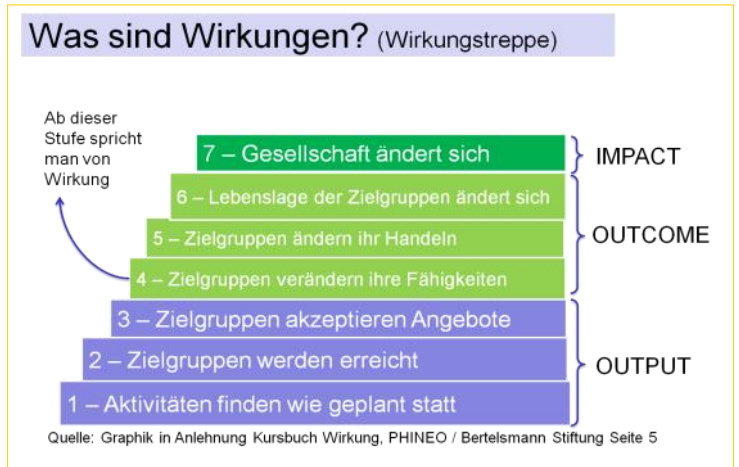 Was sind Wirkungen? (Wirkungstreppe)
Ab dieser
Stufe spricht
man von
Wirkung
7 – Gesellschaft ändert sich
IMPACT
6 – Lebenslage der Zielgruppen ändert sich
5 – Zielgruppen ändern ihr Handeln
OUTCOME
4 – Zielgruppen verändern ihre Fähigkeiten
3 – Zielgruppen akzeptieren Angebote
2 – Zielgruppen werden erreicht
OUTPUT
1 – Aktivitäten finden wie geplant statt
Quelle: Graphik in Anlehnung Kursbuch Wirkung, PHINEO / Bertelsmann Stiftung Seite 5